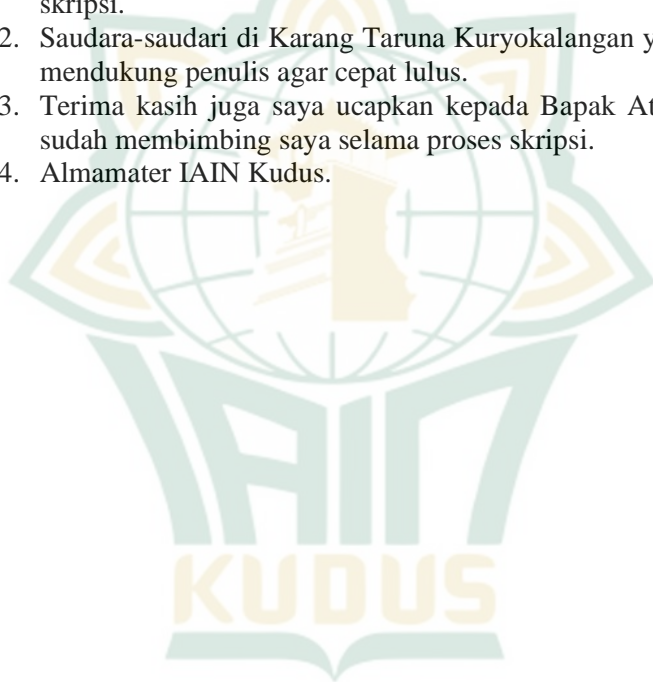 skripsi.
2. Saudara-saudari di Karang Taruna Kuryokalangan
mendukung penulis agar cepat lulus.
3. Terima kasih juga saya ucapkan kepada Bapak
sudah membimbing saya selama proses skripsi.
4. Almamater IAIN Kudus.
IAIN
KUDUS